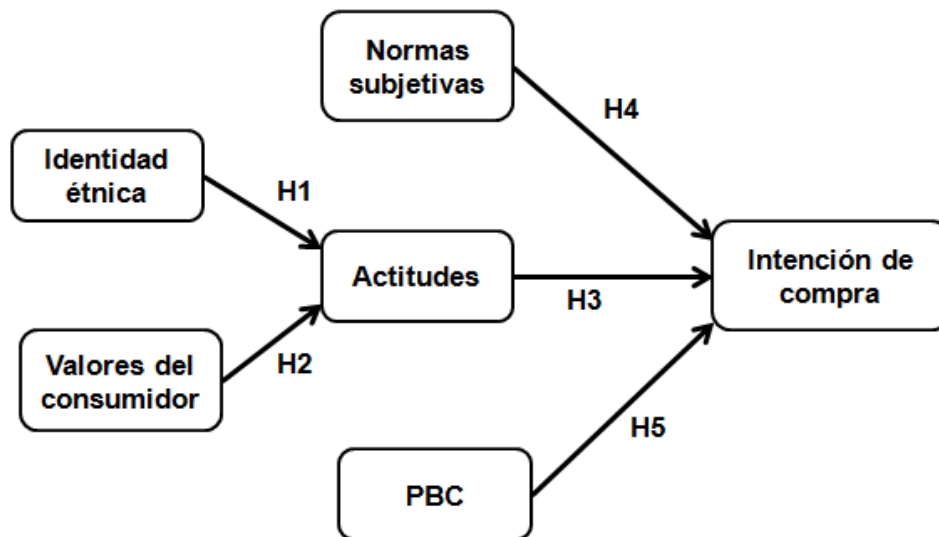 Normas
subjetivas
H4
Identidad
étnica
H1
Actitudes
H3
Intención de
compra
Valores del
consumidor
H2
H5
PBC